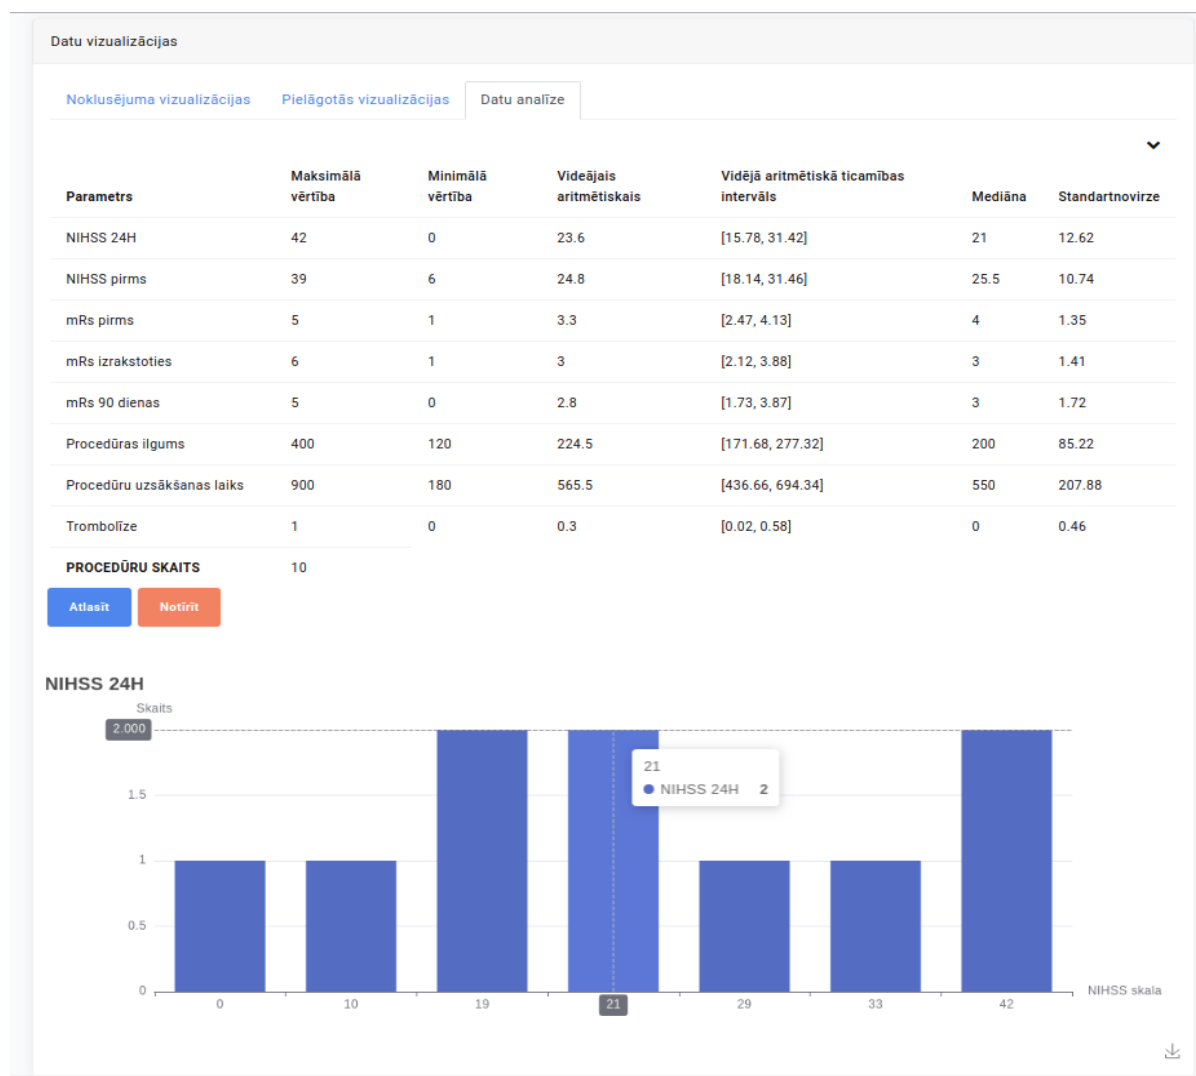 Datu vizualizācijas
Noklusējuma vizualizācijas Pielāgotās vizualizācijas Datu analīze
Parametrs Maksimālā vērtība Minimālā vērtība Videājais aritmētiskais Vidējā aritmētiskā ticamības intervāls Mediāna Standartnovirze
NIHSS 24H 42 0 23.6 [15.78, 31.42] 21 12.62
NIHSS pirms 39 6 24.8 [18.14, 31.46] 25.5 10.74
mRs pirms 5 1 3.3 [2.47, 4.13] 4 1.35
mRs izrakstoties 6 1 3 [2.12, 3.88] 3 1.41
mRs 90 dienas 5 0 2.8 [1.73, 3.87] 3 1.72
Procedūras ilgums 400 120 224.5 [171.68, 277.32] 200 85.22
Procedūru uzsākšanas laiks 900 180 565.5 [436.66, 694.34] 550 207.88
Trombolīze 1 0 0.3 [0.02, 0.58] 0 0.46
PROCEDŪRU SKAITS 10
Atlasīt Notīrīt
NIHSS 24H
Skaits
2.000
21
NIHSS 24H 2
1.5
1
0.5
0
0 10 19 21 29 33 42
NIHSS skala